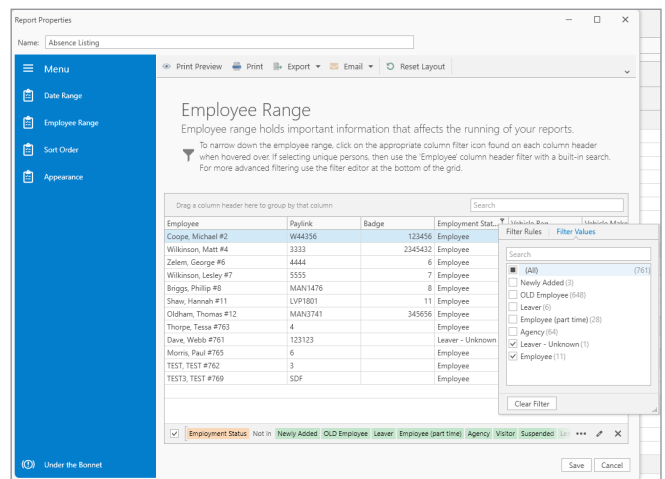 Report Properties
Name: Absence Listing
Menu
Date Range
Employee Range
Sort Order
Appearance
Under the Bonnet
Print Preview Print Export Email Reset Layout
Employee Range
Employee range holds important information that affects the running of your reports.
To narrow down the employee range, click on the appropriate column filter icon found on each column header
when hovered over. If selecting unique persons, then use the 'Employee' column header filter with a built-in search.
For more advanced filtering use the filter editor at the bottom of the grid.
Drag a column header here to group by that column Search
Employee Paylink Badge Employment Stat... Vehicle Reg Vehicle Make
Coope, Michael #2 W44356 123456 Employee
Wilkinson, Matt #4 3333 2345432 Employee
Zelem, George #6 4444 6 Employee
Wilkinson, Lesley #7 5555 7 Employee
Briggs, Phillip #8 MAN1476 8 Employee
Shaw, Hannah #11 LVP1801 11 Employee
Oldham, Thomas #12 MAN3741 345656 Employee
Thorpe, Tessa #763 4 Employee
Dave, Webb #761 123123 Leaver - Unknown
Morris, Paul #765 6 Employee
TEST, TEST #762 3 Employee
TEST3, TEST #769 SDF Employee
Filter Rules Filter Values
Search
(All) (761)
Newly Added (3)
OLD Employee (648)
Leaver (6)
Employee (part time) (28)
Agency (64)
Leaver - Unknown (1)
Employee (11)
Clear Filter
Employment Status Not in Newly Added OLD Employee Leaver Employee (part time) Agency Visitor Suspended
Save Cancel